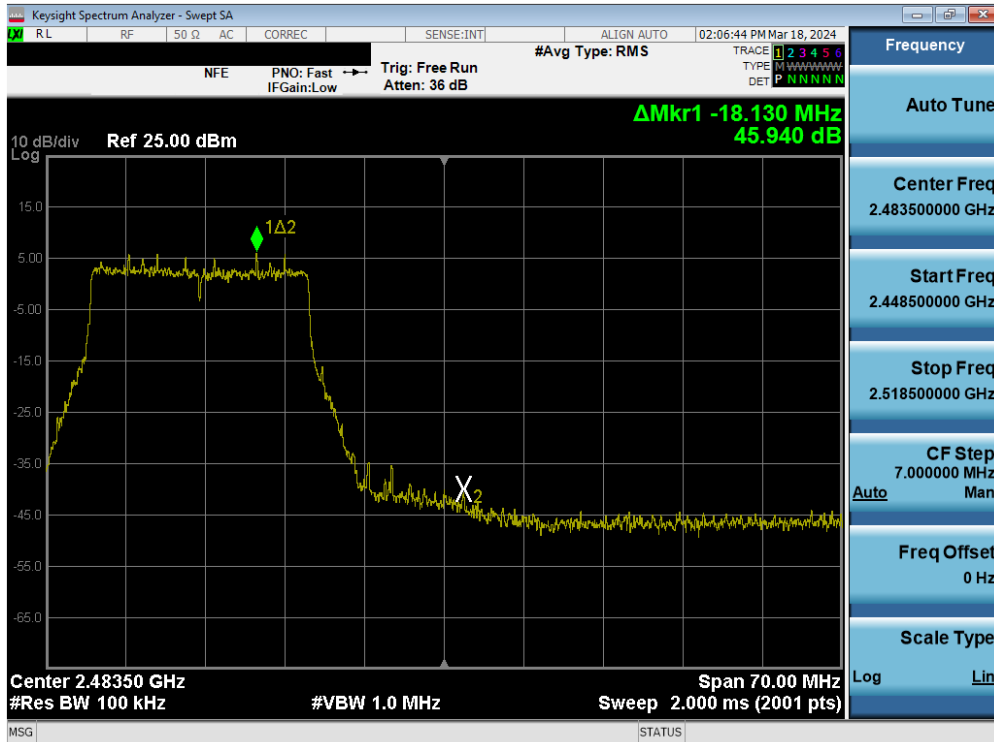 Keysight Spectrum Analyzer - Swept SA
LXI RL RF 50 Ω AC CORREC SENSE:INT ALIGN AUTO 02:06:44 PM Mar 18, 2024
NFE PNO: Fast Trig: Free Run #Avg Type: RMS TRACE 1 2 3 4 5 6
IFGain:Low Atten: 36 dB TYPE M WWWWW
DET P N N N N N
ΔMkr1 -18.130 MHz
45.940 dB
10 dB/div Ref 25.00 dBm
Log
15.0
1Δ2
5.00
-5.00
-15.0
-25.0
-35.0
X2
-45.0
-55.0
-65.0
Center 2.48350 GHz Span 70.00 MHz
#Res BW 100 kHz #VBW 1.0 MHz Sweep 2.000 ms (2001 pts)
MSG STATUS
Frequency
Auto Tune
Center Freq
2.483500000 GHz
Start Freq
2.448500000 GHz
Stop Freq
2.518500000 GHz
CF Step
7.000000 MHz
Auto Man
Freq Offset
0 Hz
Scale Type
Log Lin